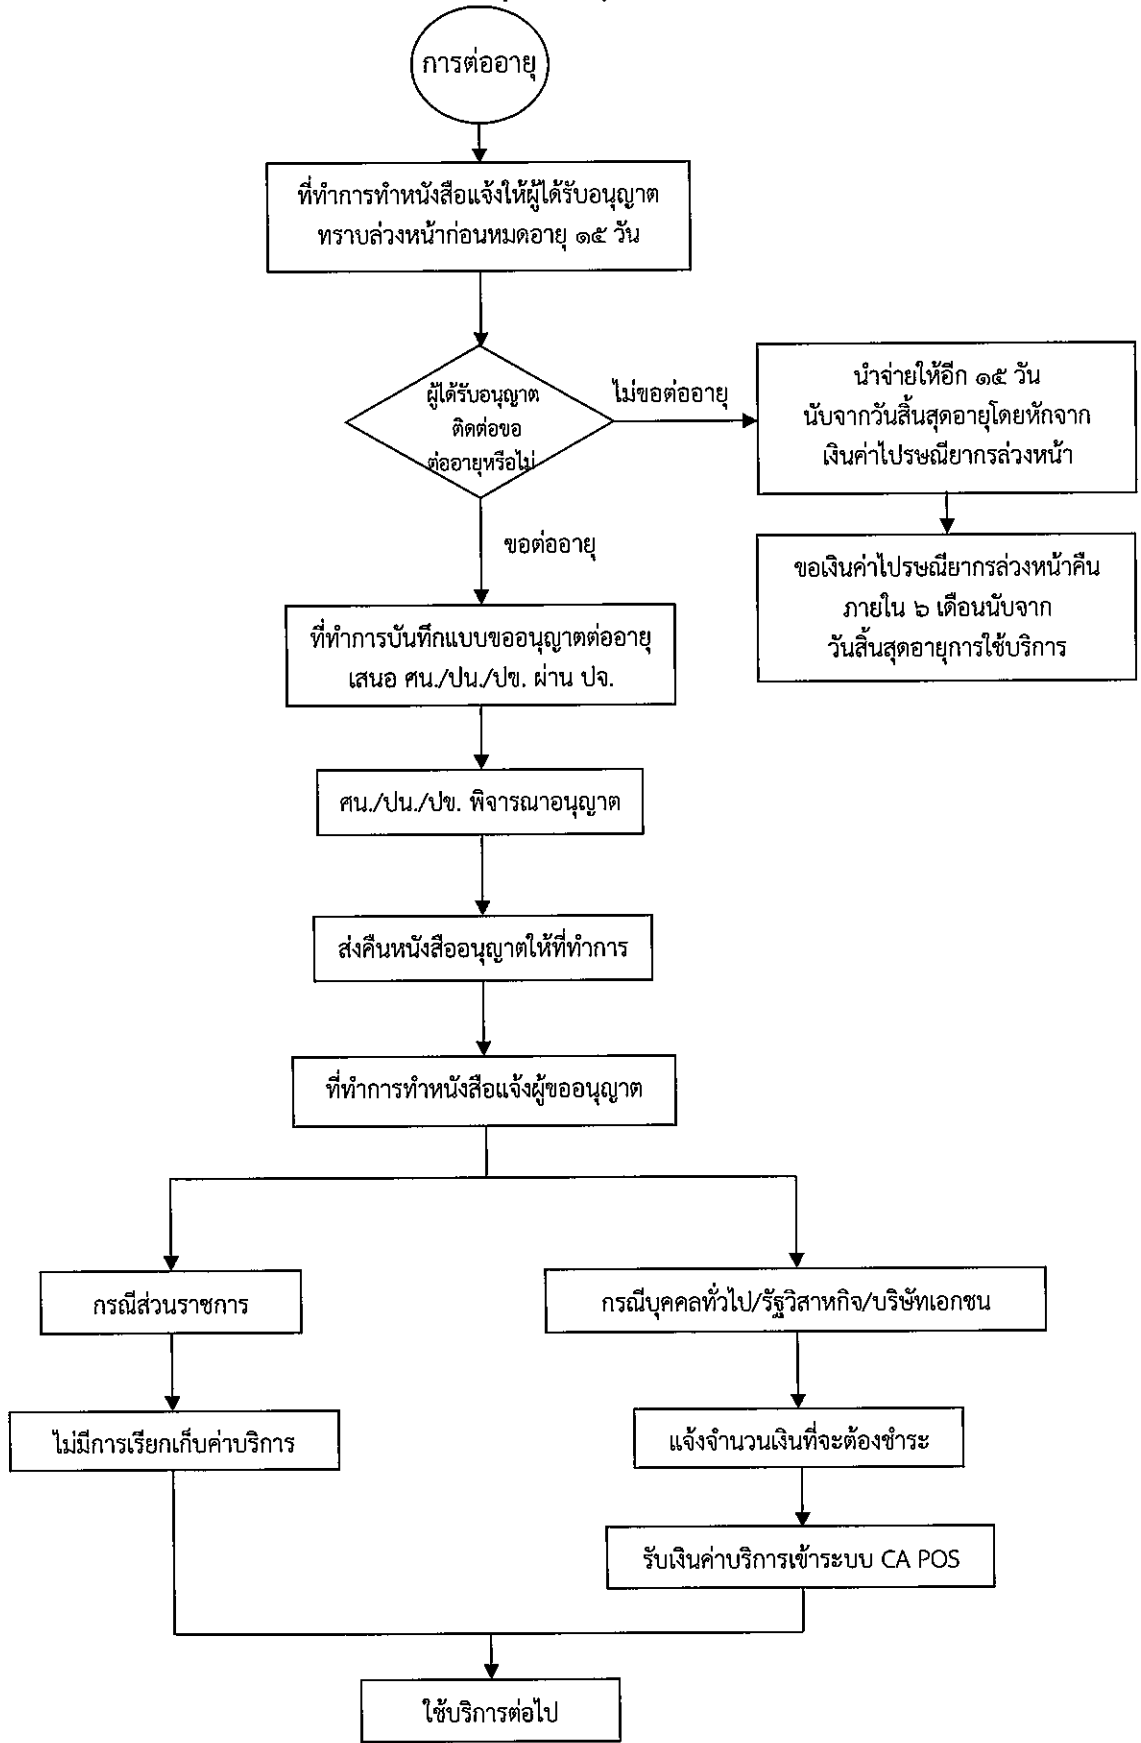 การต่ออายุ
ที่ทำการทำหนังสือแจ้งให้ผู้ได้รับอนุญาต
ทราบล่วงหน้าก่อนหมดอายุ ๑๕ วัน
ผู้ได้รับอนุญาต
ติดต่อขอ
ต่ออายุหรือไม่
ไม่ขอต่ออายุ
นำจ่ายให้อีก ๑๕ วัน
นับจากวันสิ้นสุดอายุโดยหักจาก
เงินค่าไปรษณียากรล่วงหน้า
ขอเงินค่าไปรษณียากรล่วงหน้าคืน
ภายใน ๖ เดือนนับจาก
วันสิ้นสุดอายุการใช้บริการ
ขอต่ออายุ
ที่ทำการบันทึกแบบขออนุญาตต่ออายุ
เสนอ ศน./ปน./ปข. ผ่าน ปจ.
ศน./ปน./ปข. พิจารณาอนุญาต
ส่งคืนหนังสืออนุญาตให้ที่ทำการ
ที่ทำการทำหนังสือแจ้งผู้ขออนุญาต
กรณีส่วนราชการ
กรณีบุคคลทั่วไป/รัฐวิสาหกิจ/บริษัทเอกชน
ไม่มีการเรียกเก็บค่าบริการ
แจ้งจำนวนเงินที่จะต้องชำระ
รับเงินค่าบริการเข้าระบบ CA POS
ใช้บริการต่อไป